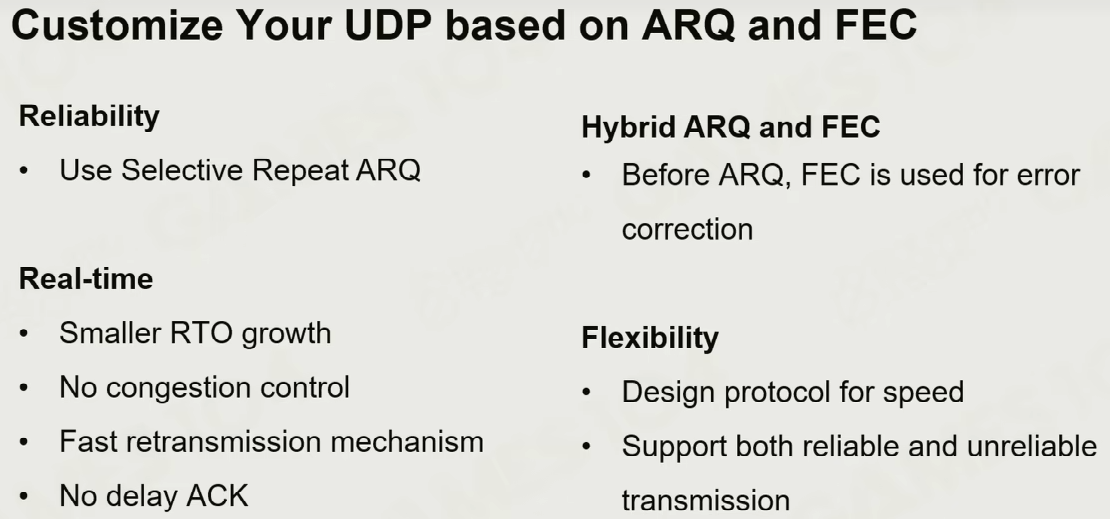 Customize Your UDP based on ARQ and FEC
Reliability
• Use Selective Repeat ARQ
Real-time
• Smaller RTO growth
• No congestion control
• Fast retransmission mechanism
• No delay ACK
Hybrid ARQ and FEC
• Before ARQ, FEC is used for error
correction
Flexibility
• Design protocol for speed
• Support both reliable and unreliable
transmission